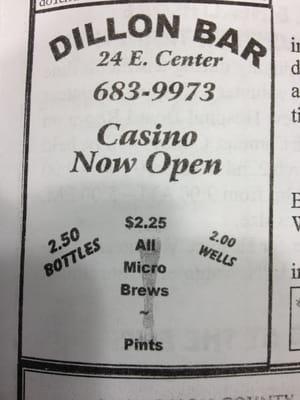 DILLON BAR
24 E. Center
683-9973
Casino
Now Open
2.50
BOTTLES
$2.25
All
Micro
Brews
~
Pints
2.00
WELLS